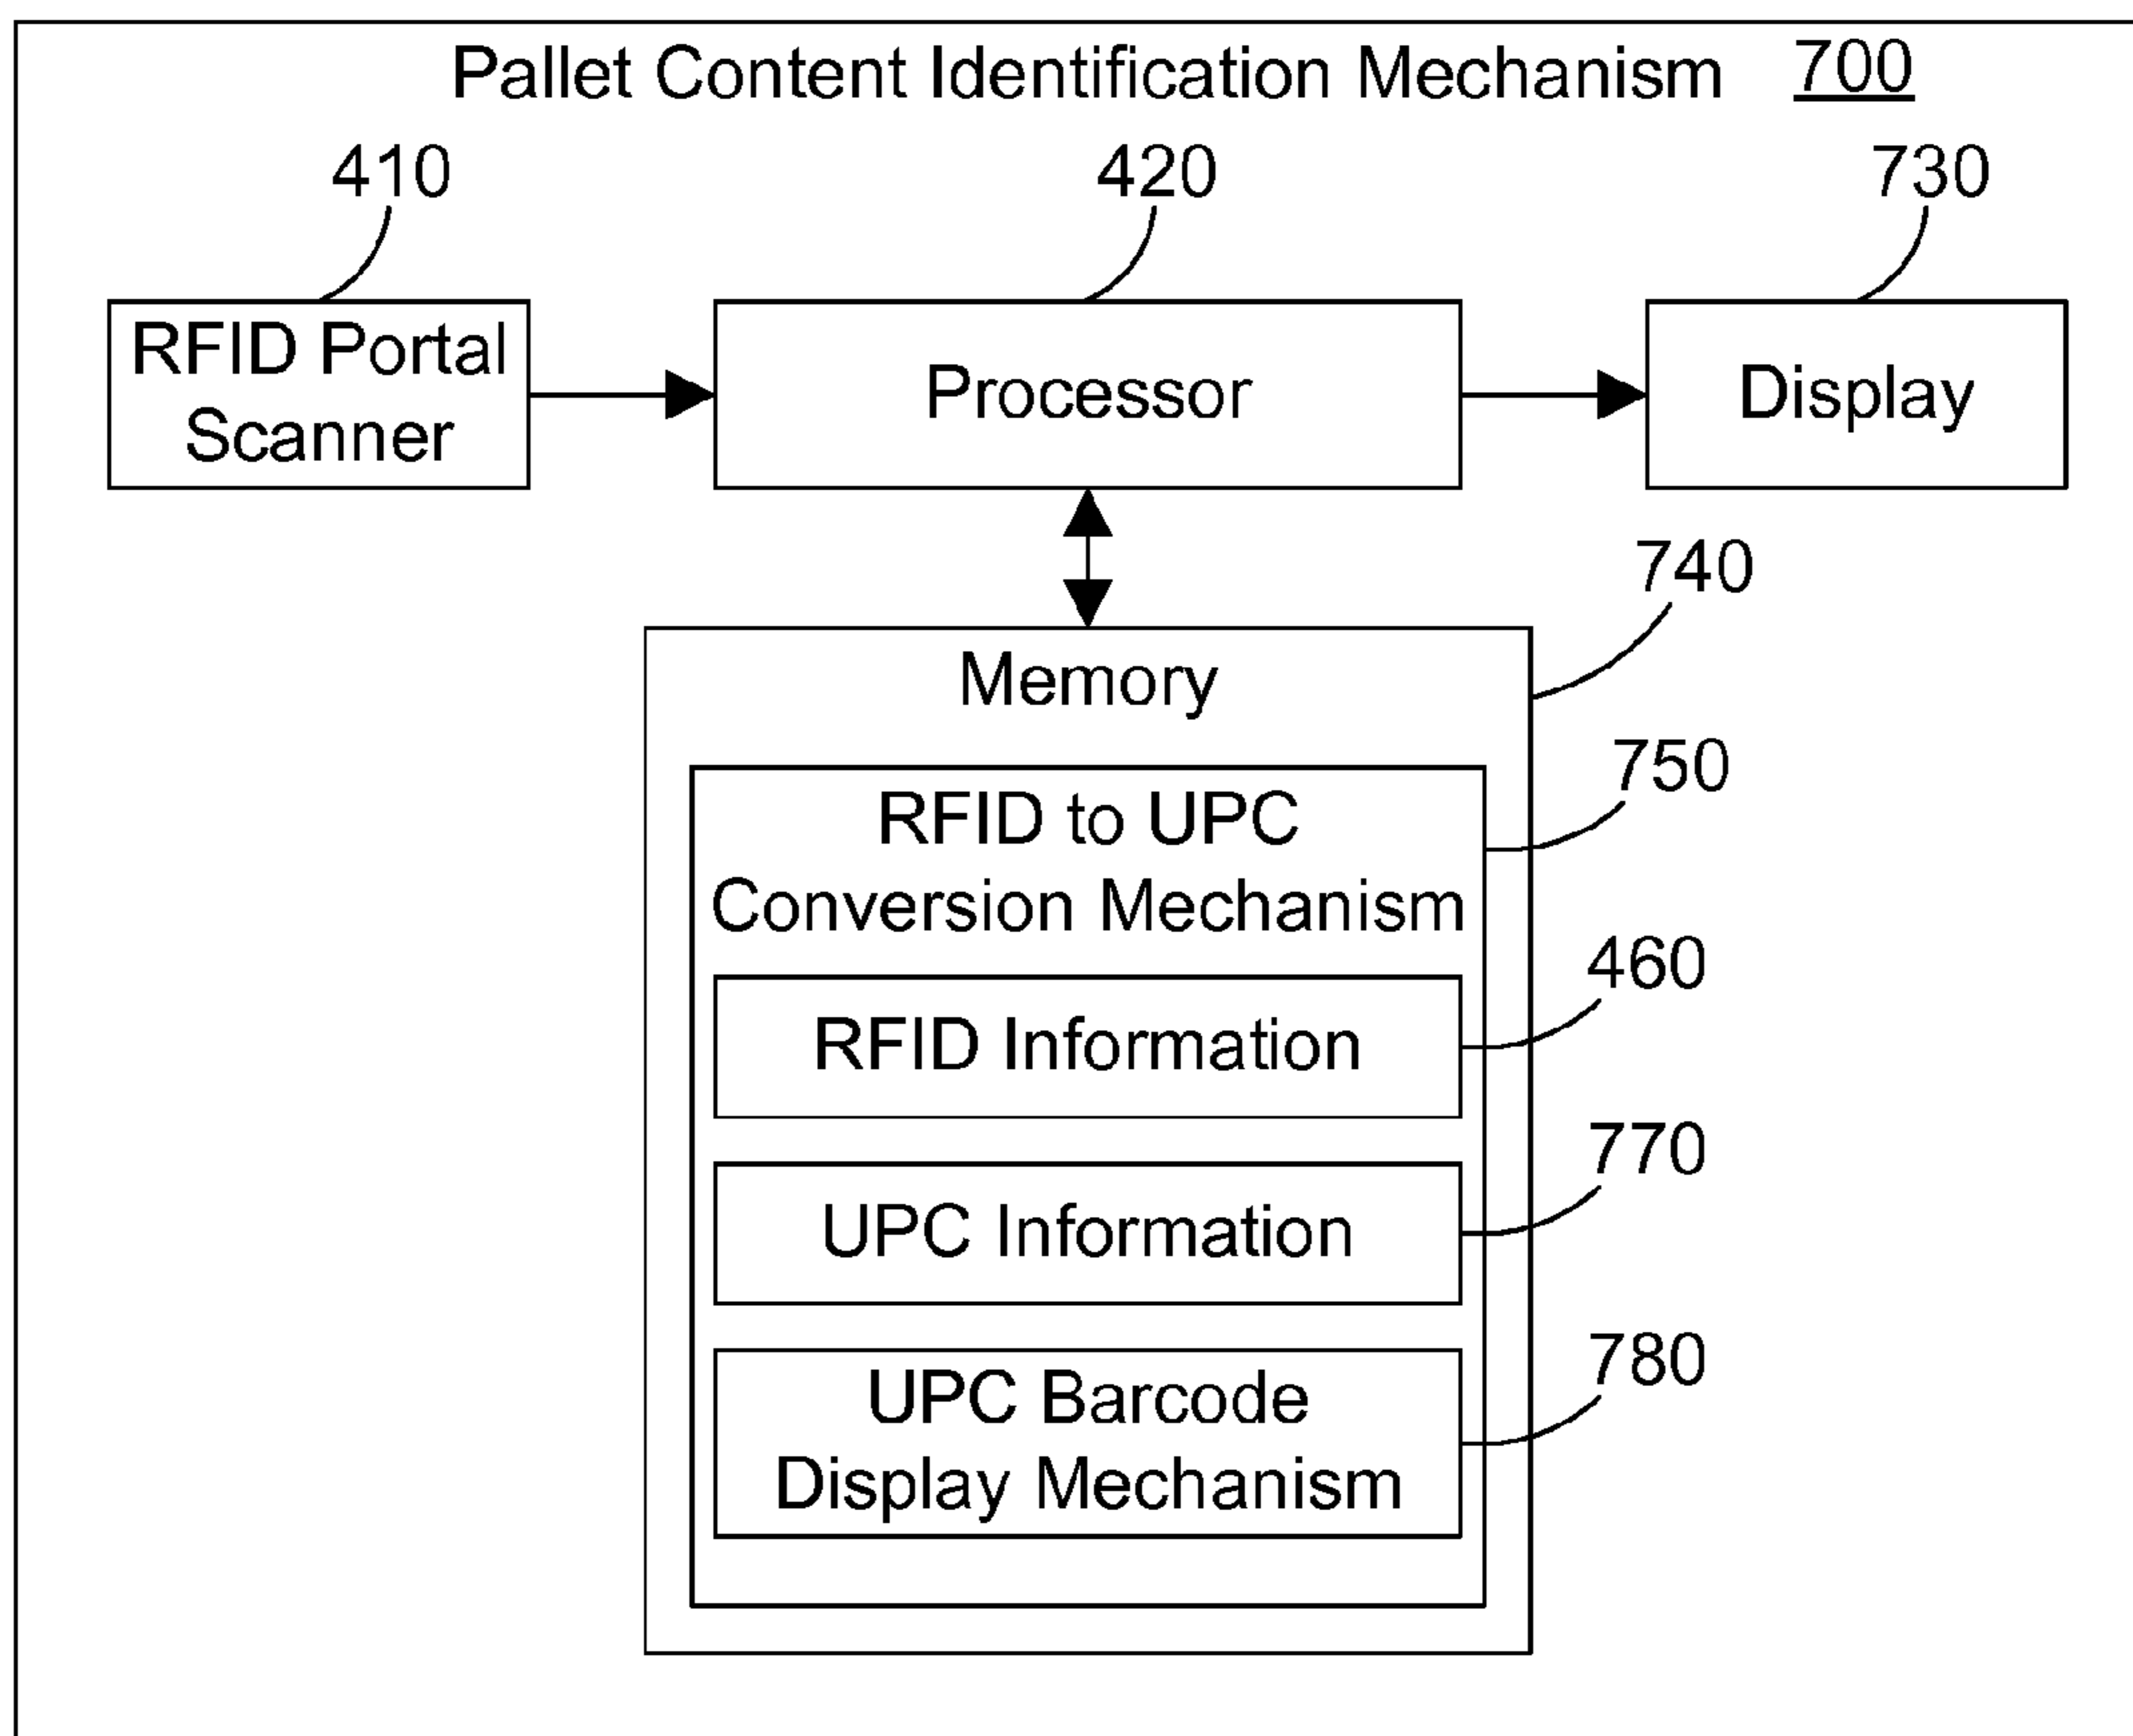 Pallet Content Identification Mechanism 700
410
420
730
RFID Portal
Scanner
Processor
Display
740
Memory
750
RFID to UPC
Conversion Mechanism
460
RFID Information
770
UPC Information
780
UPC Barcode
Display Mechanism